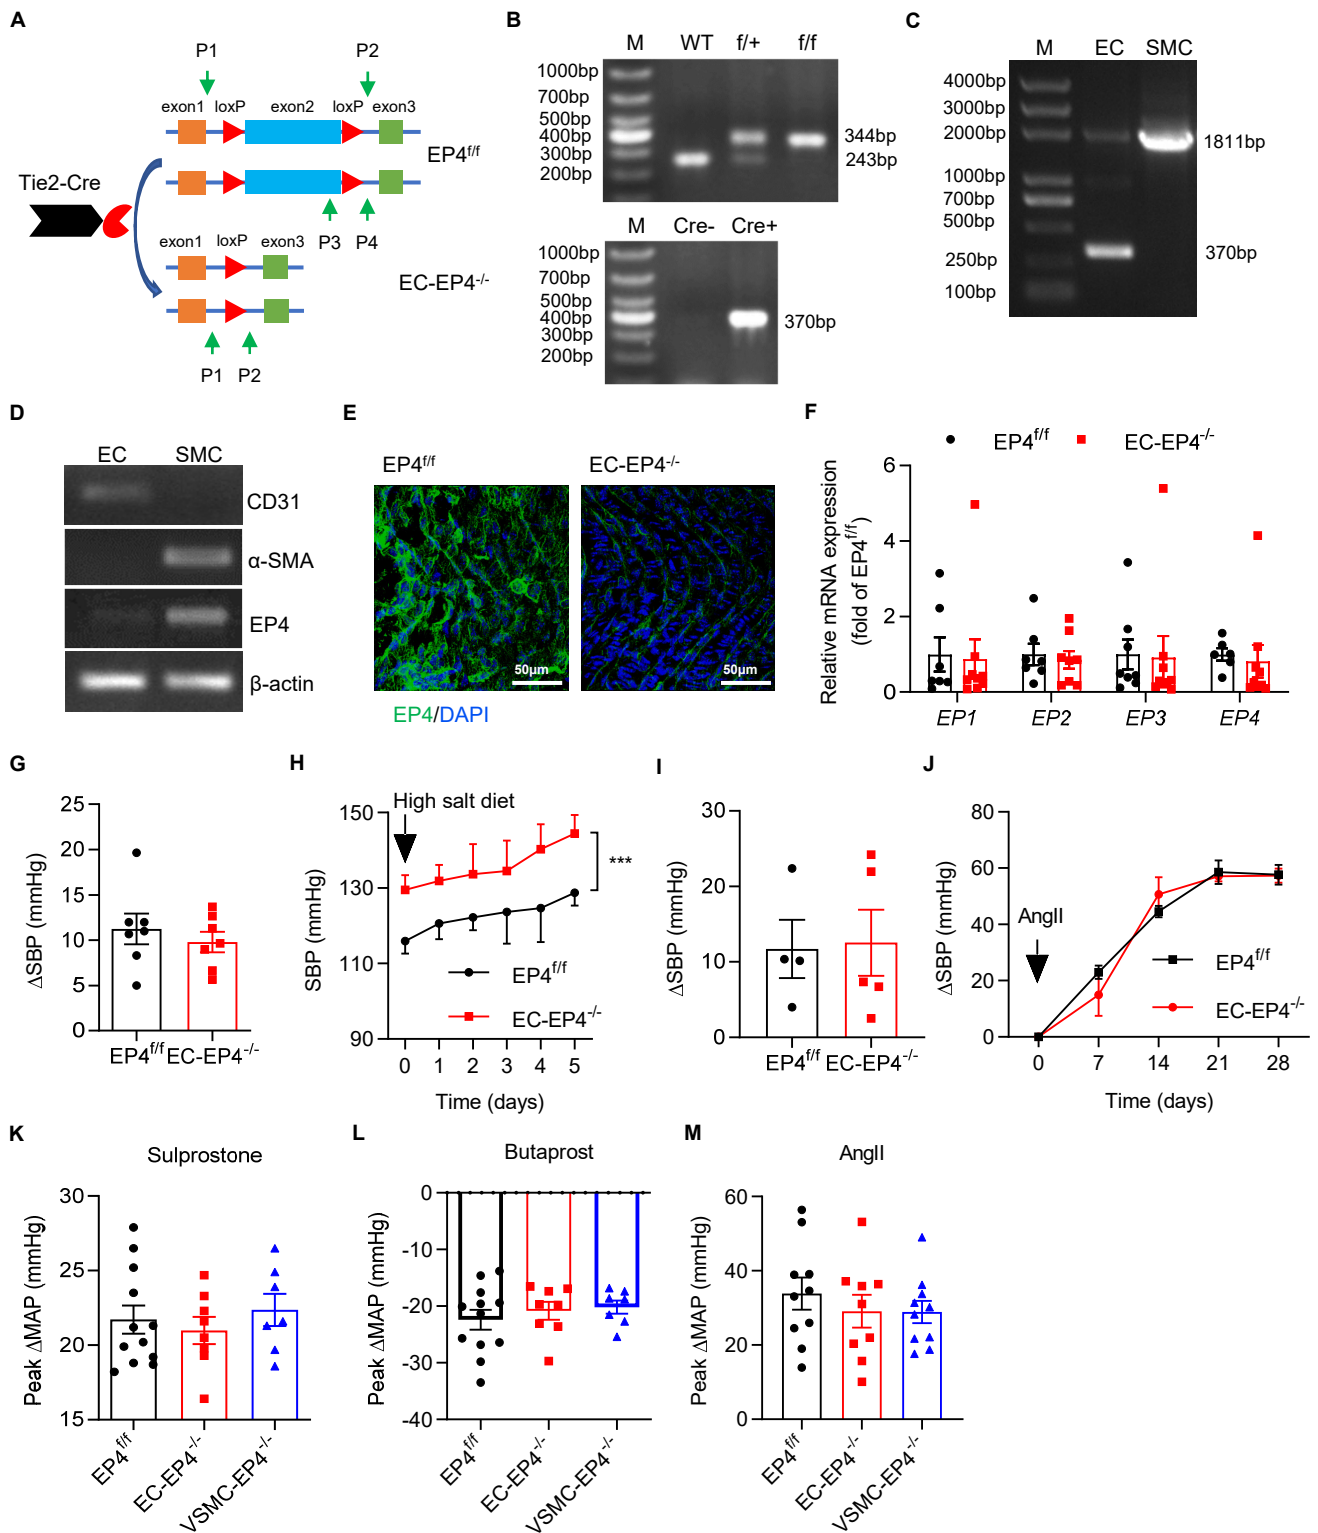 A
P1
P2
exon1 loxP exon2 loxP exon3
EP4f/f
Tie2-Cre
P3 P4
exon1 loxP exon3
EC-EP4-/-
P1 P2
B
M WT f/+ f/f
1000bp
700bp
500bp
400bp
300bp
200bp
344bp
243bp
M Cre- Cre+
1000bp
700bp
500bp
400bp
300bp
200bp
370bp
C
M EC SMC
4000bp
3000bp
2000bp
1000bp
700bp
500bp
250bp
100bp
1811bp
370bp
D
EC SMC
CD31
α-SMA
EP4
β-actin
E
EP4f/f EC-EP4-/-
50μm 50μm
EP4/DAPI
F
EP4f/f EC-EP4-/-
Relative mRNA expression
(fold of EP4f/f)
6
4
2
0
EP1 EP2 EP3 EP4
G
ΔSBP (mmHg)
25
20
15
10
5
0
EP4f/f EC-EP4-/-
H
High salt diet
SBP (mmHg)
150
130
110
90
***
EP4f/f
EC-EP4-/-
0 1 2 3 4 5
Time (days)
I
ΔSBP (mmHg)
30
20
10
0
EP4f/f EC-EP4-/-
J
ΔSBP (mmHg)
80
60
40
20
0
AngII
EP4f/f
EC-EP4-/-
0 7 14 21 28
Time (days)
K
Sulprostone
Peak ΔMAP (mmHg)
30
25
20
15
EP4f/f
EC-EP4-/-
VSMC-EP4-/-
L
Butaprost
Peak ΔMAP (mmHg)
0
-10
-20
-30
-40
EP4f/f
EC-EP4-/-
VSMC-EP4-/-
M
AngII
Peak ΔMAP (mmHg)
60
40
20
0
EP4f/f
EC-EP4-/-
VSMC-EP4-/-